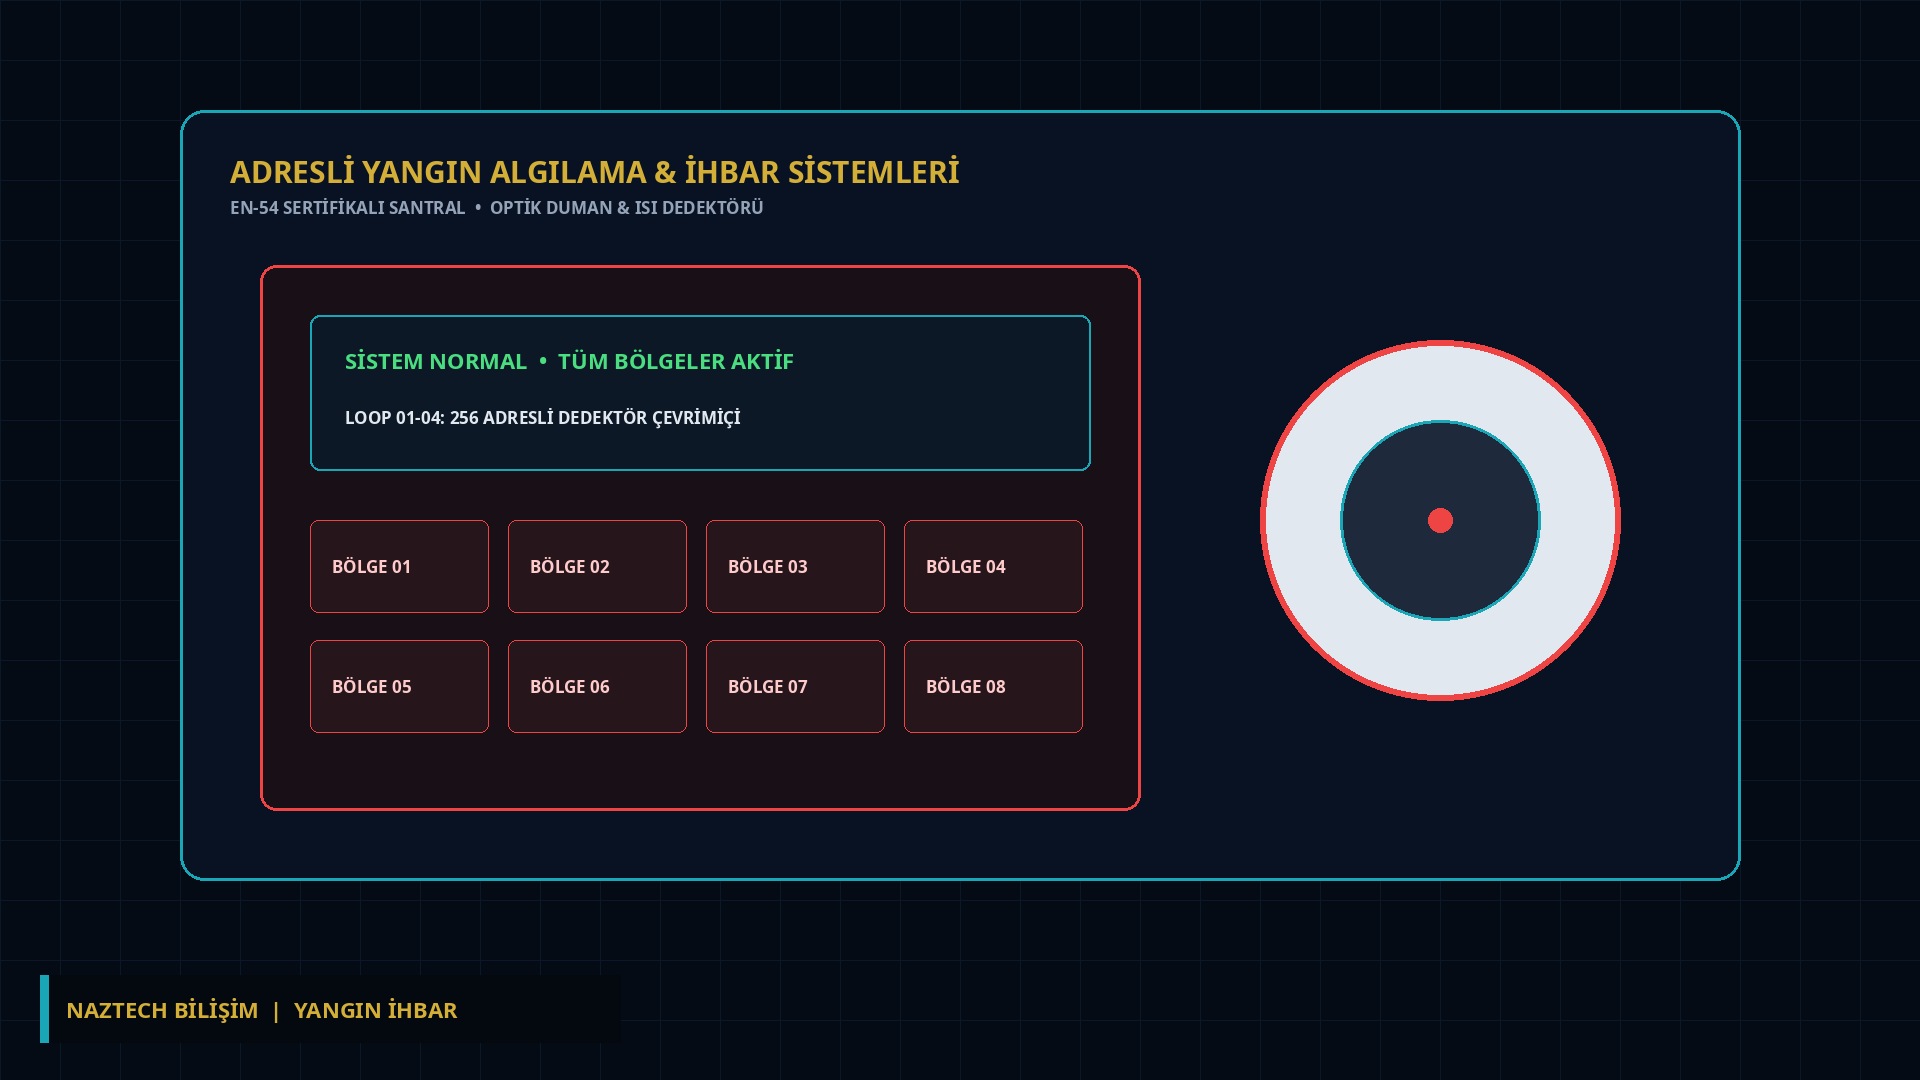 ADRESLİ YANGIN ALGILAMA & İHBAR SİSTEMLERİ
EN-54 SERTİFİKALI SANTRAL • OPTİK DUMAN & ISI DEDEKTÖRÜ
SİSTEM NORMAL • TÜM BÖLGELER AKTİF
LOOP 01-04: 256 ADRESLİ DEDEKTÖR ÇEVRİMİÇİ
BÖLGE 01 BÖLGE 02 BÖLGE 03 BÖLGE 04
BÖLGE 05 BÖLGE 06 BÖLGE 07 BÖLGE 08
NAZTECH BİLİŞİM | YANGIN İHBAR